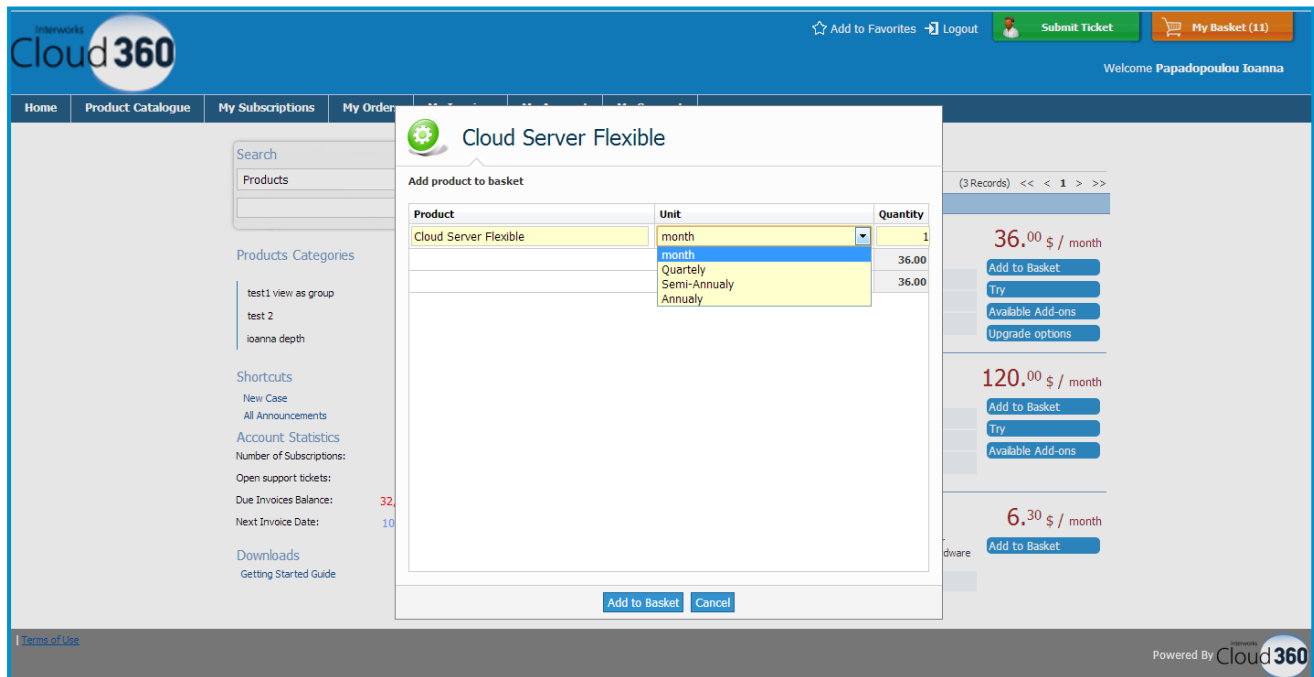 Interworks
Cloud 360
Add to Favorites Logout Submit Ticket My Basket (11)
Welcome Papadopoulou Ioanna
Home Product Catalogue My Subscriptions My Order
Cloud Server Flexible
Add product to basket
Product Unit Quantity
Cloud Server Flexible month 1
month
Quartely
Semi-Annualy
Annualy
36.00
36.00
Add to Basket Cancel
Search
Products
Products Categories
test1 view as group
test 2
ioanna depth
Shortcuts
New Case
All Announcements
Account Statistics
Number of Subscriptions:
Open support tickets:
Due Invoices Balance: 32,
Next Invoice Date: 10
Downloads
Getting Started Guide
(3 Records) << < 1 > >>
36.00 $ / month
Add to Basket
Try
Available Add-ons
Upgrade options
120.00 $ / month
Add to Basket
Try
Available Add-ons
6.30 $ / month
dware
Add to Basket
| Terms of Use
Powered By Interworks Cloud 360